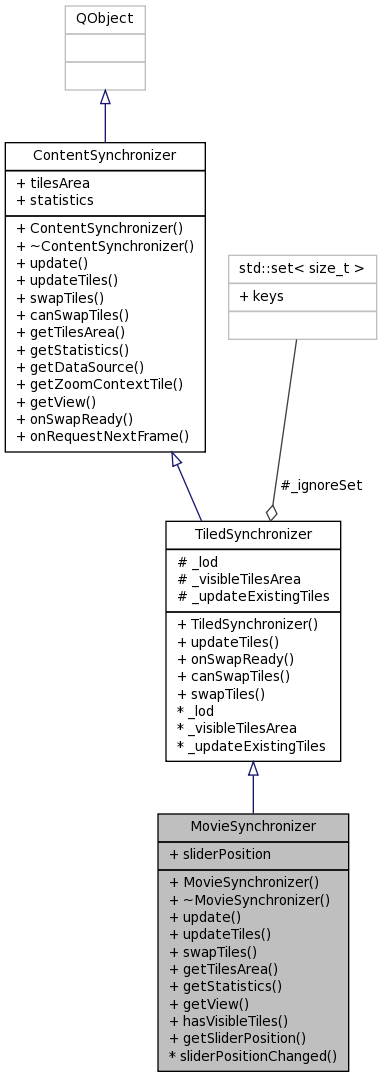 QObject
ContentSynchronizer
+ tilesArea
+ statistics
+ ContentSynchronizer()
+ ~ContentSynchronizer()
+ update()
+ updateTiles()
+ swapTiles()
+ canSwapTiles()
+ getTilesArea()
+ getStatistics()
+ getDataSource()
+ getZoomContextTile()
+ getView()
+ onSwapReady()
+ onRequestNextFrame()
std::set< size_t >
+ keys
#_ignoreSet
TiledSynchronizer
# _lod
# _visibleTilesArea
# _updateExistingTiles
+ TiledSynchronizer()
+ updateTiles()
+ onSwapReady()
+ canSwapTiles()
+ swapTiles()
* _lod
* _visibleTilesArea
* _updateExistingTiles
MovieSynchronizer
+ sliderPosition
+ MovieSynchronizer()
+ ~MovieSynchronizer()
+ update()
+ updateTiles()
+ swapTiles()
+ getTilesArea()
+ getStatistics()
+ getView()
+ hasVisibleTiles()
+ getSliderPosition()
* sliderPositionChanged()